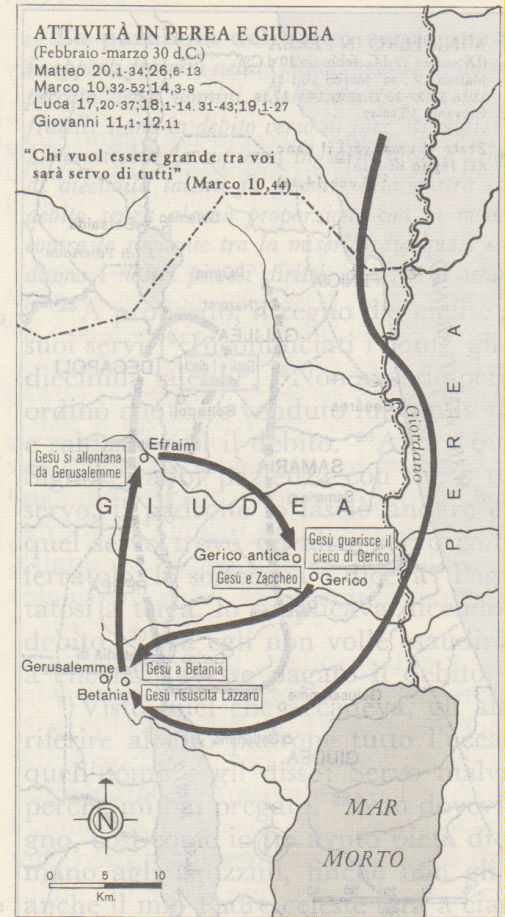 ATTIVITÀ IN PEREA E GIUDEA
(Febbraio-marzo 30 d.C.)
Matteo 20,1-34;26,6-13
Marco 10,32-52;14,3-9
Luca 17,20-37;18,1-14.31-43;19,1-27
Giovanni 11,1-12,11
“Chi vuol essere grande tra voi
sarà servo di tutti”
(Marco 10,44)
Giordano
PEREA
Efraim
Gesù si allontana
da Gerusalemme
GIUDEA
Gesù guarisce il
cieco di Gerico
Gerico antica
Gesù e Zaccheo
Gerico
Gerusalemme
Gesù a Betania
Betania
Gesù risuscita Lazzaro
MAR
MORTO
N
0 5 10
Km.